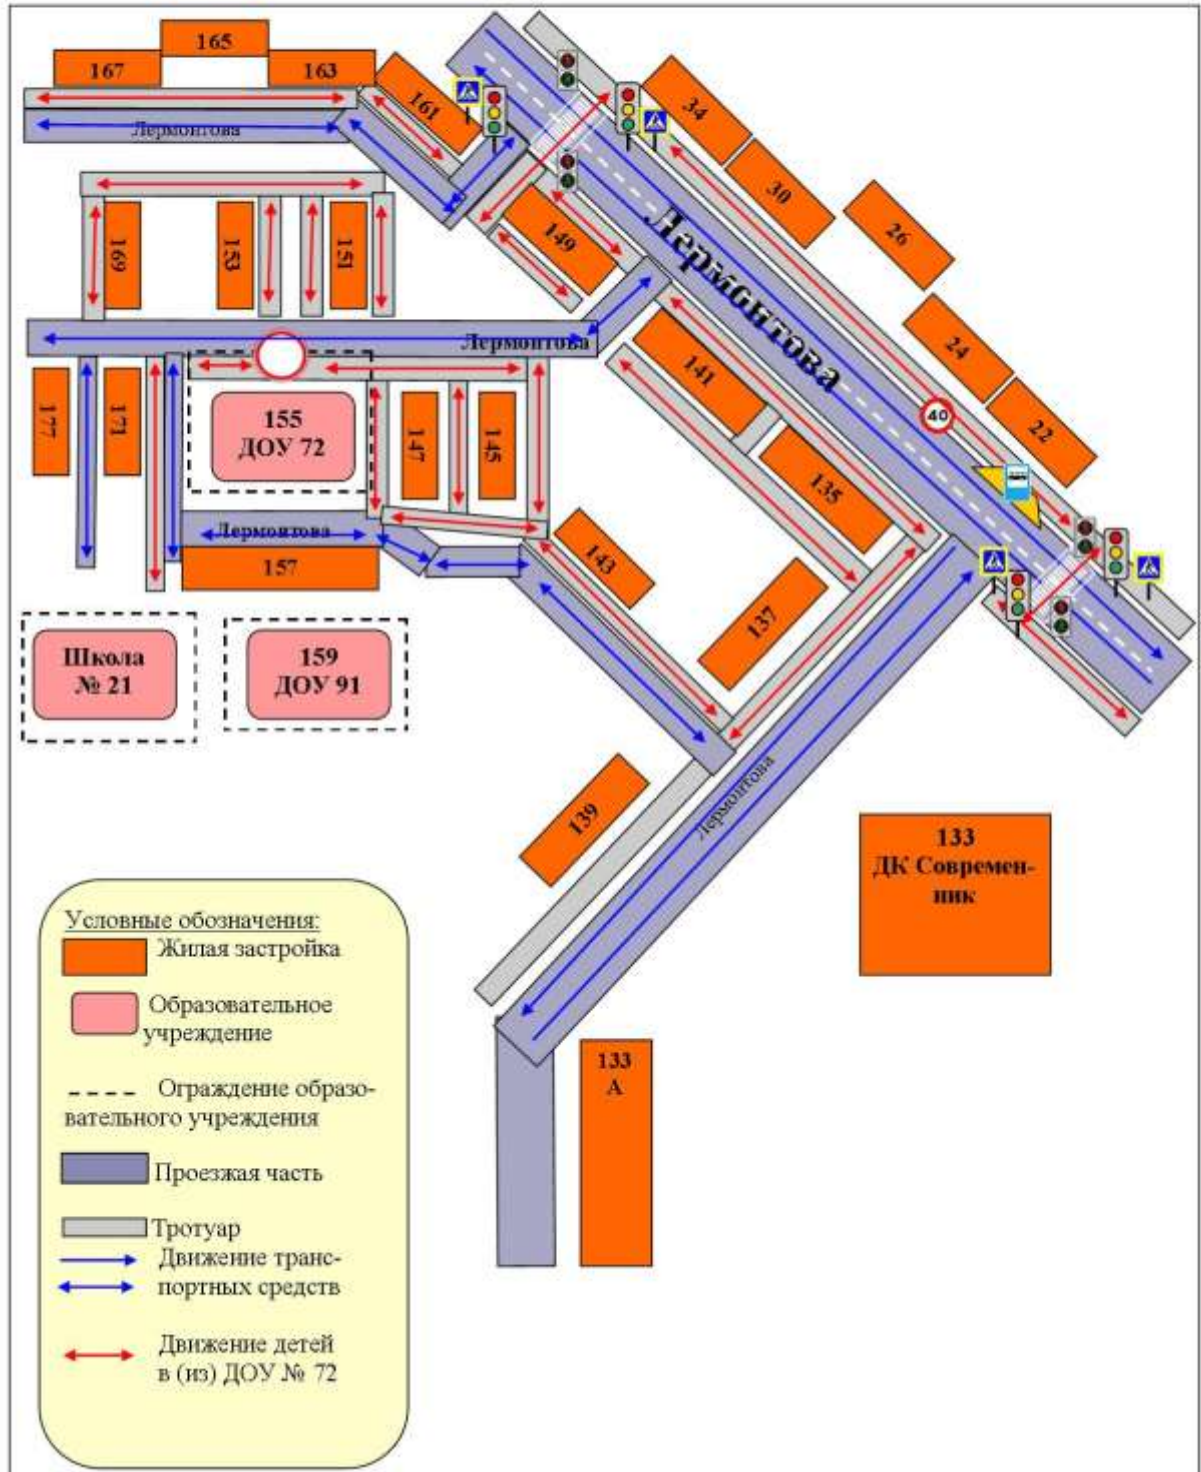 165
167
163
161
Лермонтова
34
30
26
24
22
169
153
151
149
Лермонтова
Лермонтова
40
141
135
177
171
155
ДОУ 72
147
145
Лермонтова
157
143
137
Школа
№ 21
159
ДОУ 91
139
Лермонтова
133
ДК Современ-
ник
133
А
Условные обозначения:
Жилая застройка
Образовательное
учреждение
Ограждение образо-
вательного учреждения
Проезжая часть
Тротуар
Движение транс-
портных средств
Движение детей
в (из) ДОУ № 72